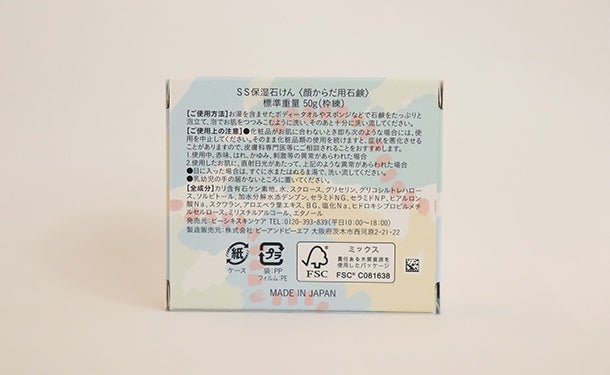 SS保湿石けん〈顔からだ用石鹸〉
標準重量 50g(枠練)
【ご使用方法】お湯を含ませたボディータオルやスポンジなどで石鹸をたっぷりと
泡立て、泡でお肌をつつみこむように洗い、そのあと十分に洗い流してください。
【ご使用上の注意】●化粧品がお肌に合わないとき即ち次のような場合には、使
用を中止してください。そのまま化粧品類の使用を続けますと、症状を悪化させる
ことがありますので、皮膚科専門医等にご相談されることをおすすめします。
1.使用中、赤味、はれ、かゆみ、刺激等の異常があらわれた場合
2.使用したお肌に、直射日光があたって、上記のような異常があらわれた場合
●目に入った場合は、すぐに水またはぬるま湯で、洗い流してください。
●乳幼児の手の届かないところに置いてください。
【全成分】カリ含有石ケン素地、水、スクロース、グリセリン、グリコシルトレハロー
ス、ソルビトール、加水分解水添デンプン、セラミドNG、セラミドNP、ヒアルロン
酸Na、スクワラン、アロエベラ葉エキス、BG、塩化Na、ヒドロキシプロピルメチ
ルセルロース、ミリスチルアルコール、エタノール
発売元:ピーシキスキンケア TEL:0120-393-839(平日10:00~18:00)
製造販売元:ピーアンドピーエフ 大阪府茨木市西河原2-21-22
紙
ケース
プラ
袋:PP
フィルム:PE
FSC
ミックス
責任ある木質資源を
使用したパッケージ
FSC® C081638
MADE IN JAPAN